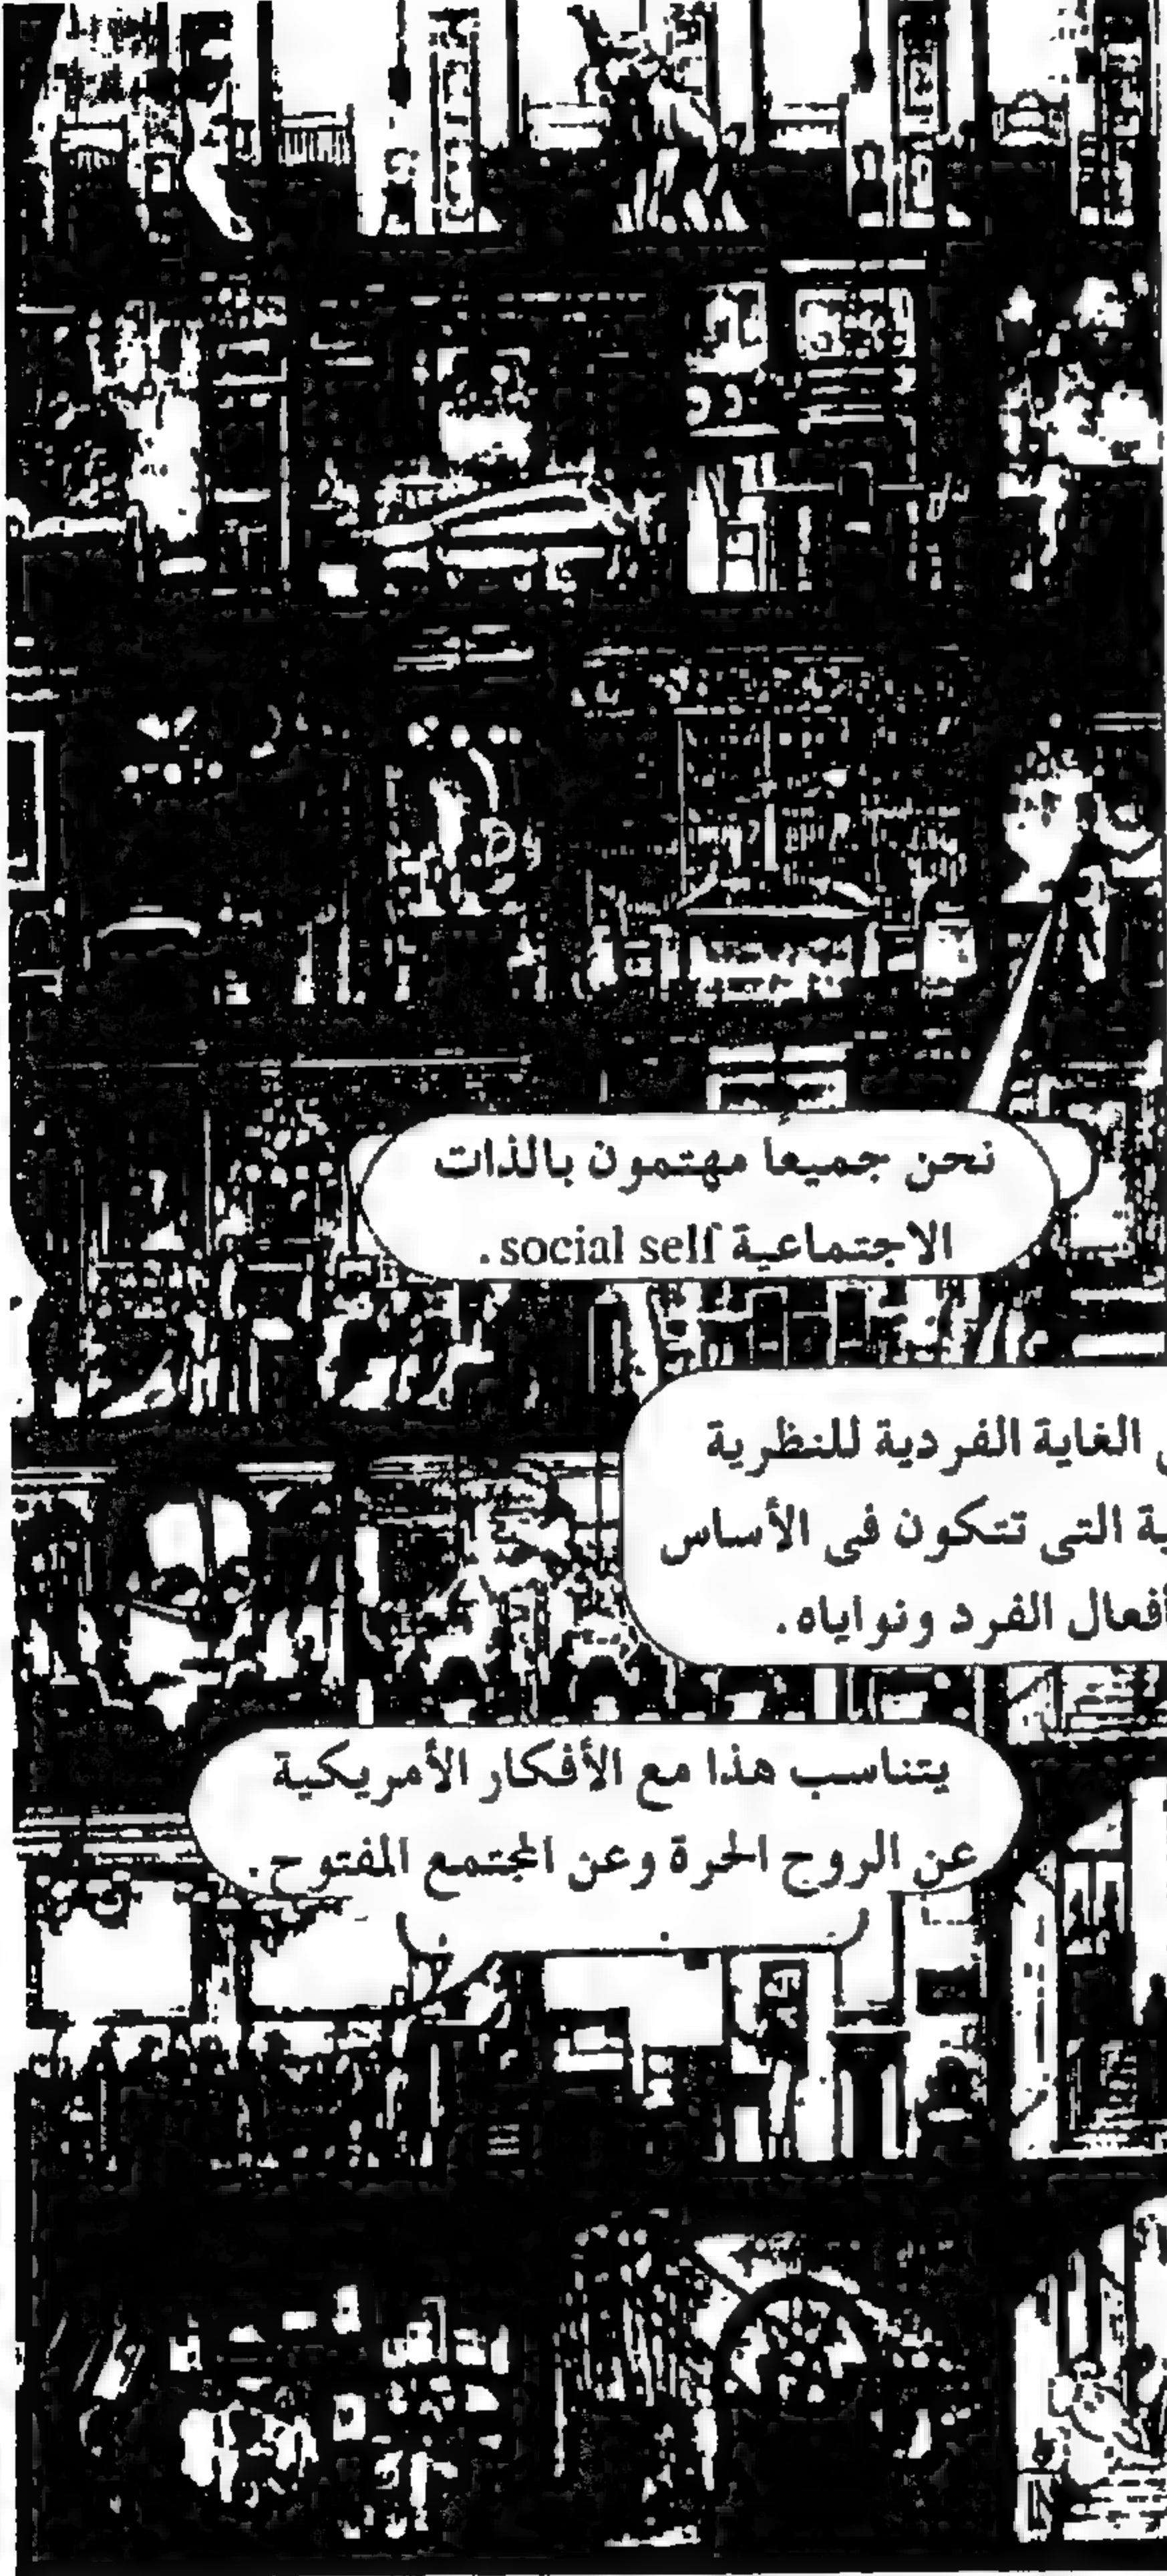 نحن جميعاً مهتمون بالذات
الاجتماعية social self .
الغاية الفردية للنظرية
التى تتكون فى الأساس
أفعال الفرد ونواياه.
يتناسب هذا مع الأفكار الأمريكية
عن الروح الحرة وعن المجتمع المفتوح.